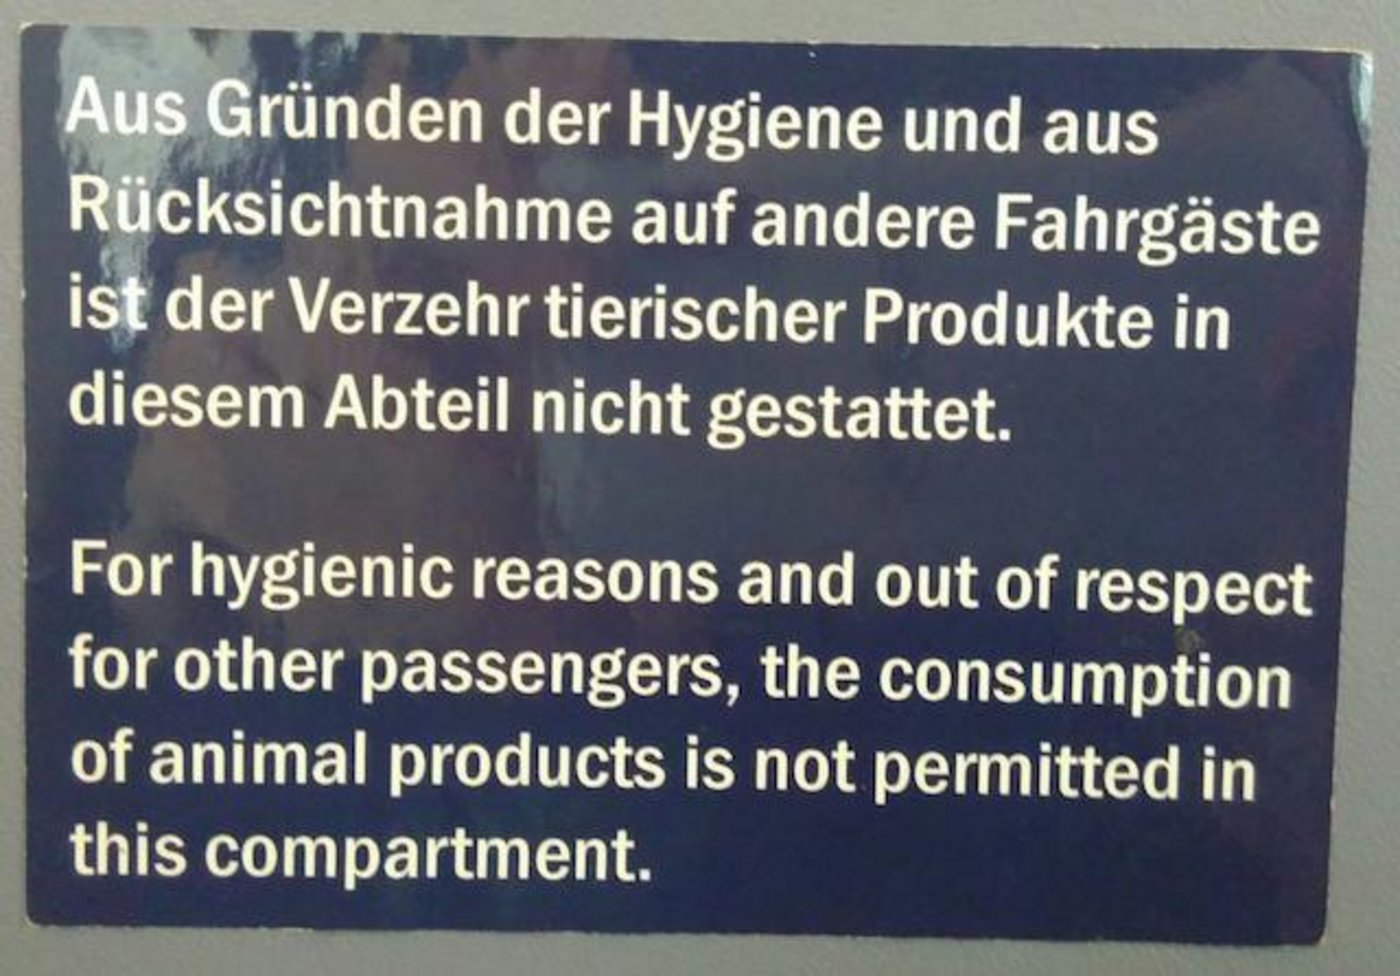 Aus Gründen der Hygiene und aus
Rücksichtnahme auf andere Fahrgäste
ist der Verzehr tierischer Produkte in
diesem Abteil nicht gestattet.
For hygienic reasons and out of respect
for other passengers, the consumption
of animal products is not permitted in
this compartment.